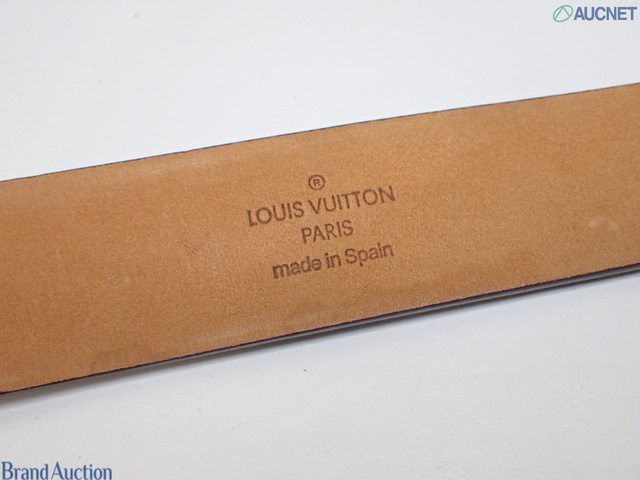 AUCNET
®
LOUIS VUITTON
PARIS
made in Spain
Brand Auction